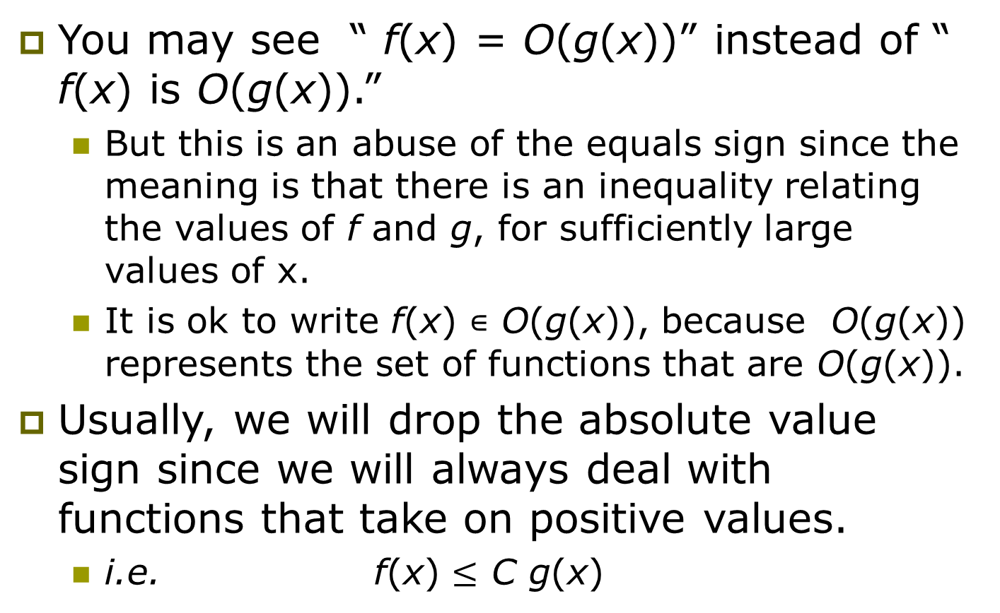 You may see “ f(x) = O(g(x))” instead of “
f(x) is O(g(x)).”
But this is an abuse of the equals sign since the
meaning is that there is an inequality relating
the values of f and g, for sufficiently large
values of x.
It is ok to write f(x) ∊ O(g(x)), because O(g(x))
represents the set of functions that are O(g(x)).
Usually, we will drop the absolute value
sign since we will always deal with
functions that take on positive values.
i.e. f(x) ≤ C g(x)